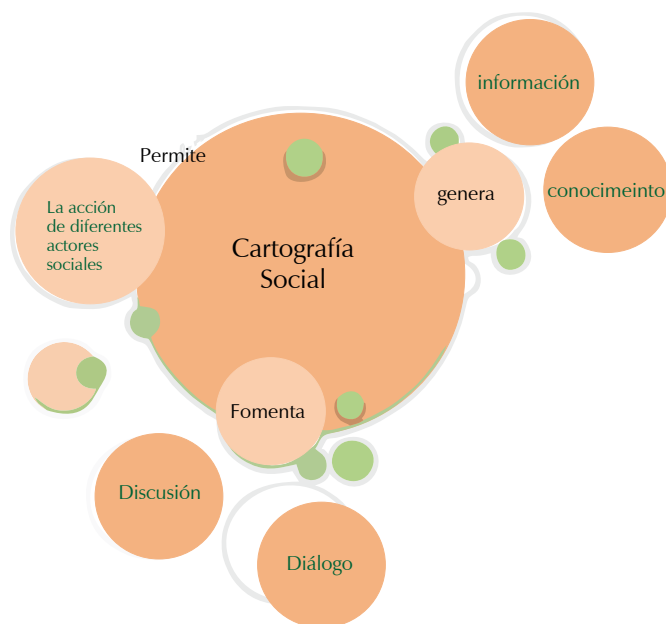 información
Permite
genera
conocimeinto
La acción
de diferentes
actores
sociales
Cartografía
Social
Fomenta
Discusión
Diálogo